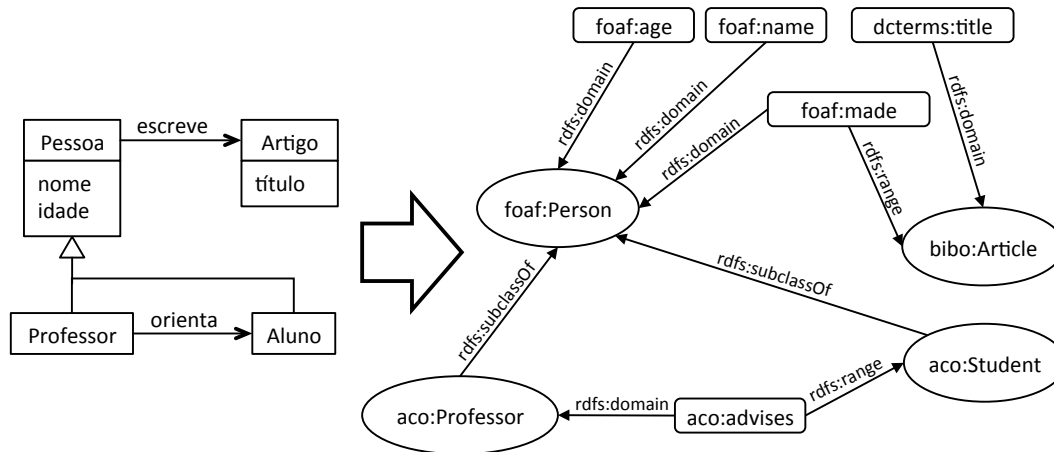 Pessoa
nome
idade
escreve
Artigo
título
Professor
orienta
Aluno
foaf:age
foaf:name
dcterms:title
foaf:made
rdfs:domain
rdfs:domain
rdfs:domain
rdfs:domain
rdfs:range
foaf:Person
bibo:Article
rdfs:subclassOf
rdfs:subclassOf
aco:Student
aco:Professor
rdfs:domain
aco:advises
rdfs:range